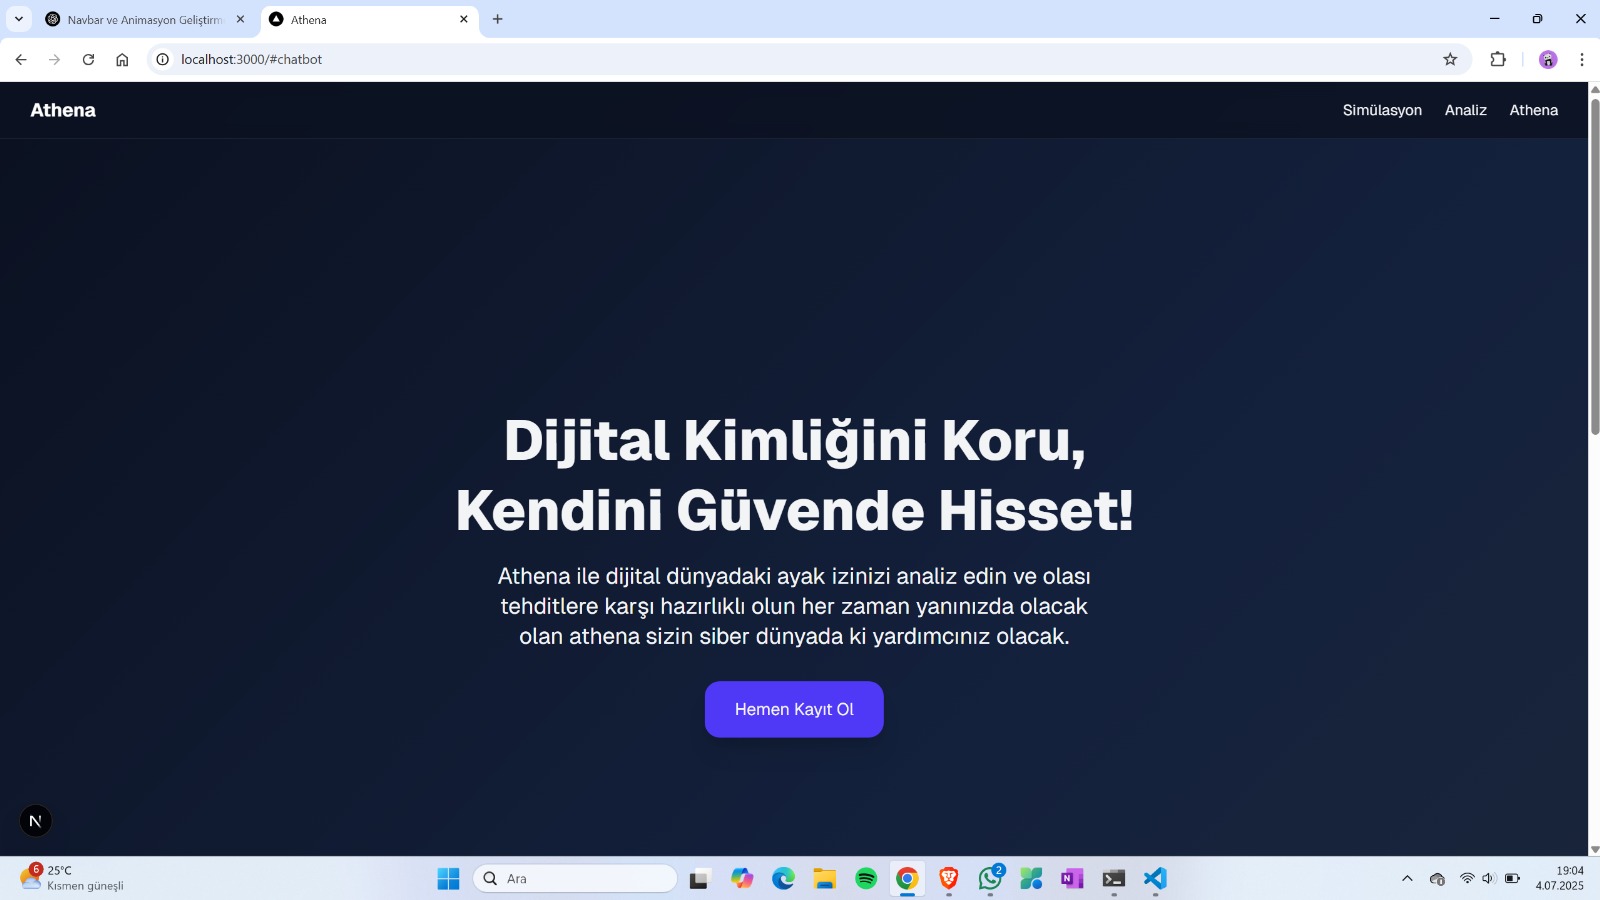 Navbar ve Animasyon Geliştirm
Athena
localhost:3000/#chatbot
Athena
Simülasyon
Analiz
Athena
Dijital Kimliğini Koru,
Kendini Güvende Hisset!
Athena ile dijital dünyadaki ayak izinizi analiz edin ve olası
tehditlere karşı hazırlıklı olun her zaman yanınızda olacak
olan athena sizin siber dünyada ki yardımcınız olacak.
Hemen Kayıt Ol
N
6
25°C
Kısmen güneşli
Ara
2
N
19:04
4.07.2025